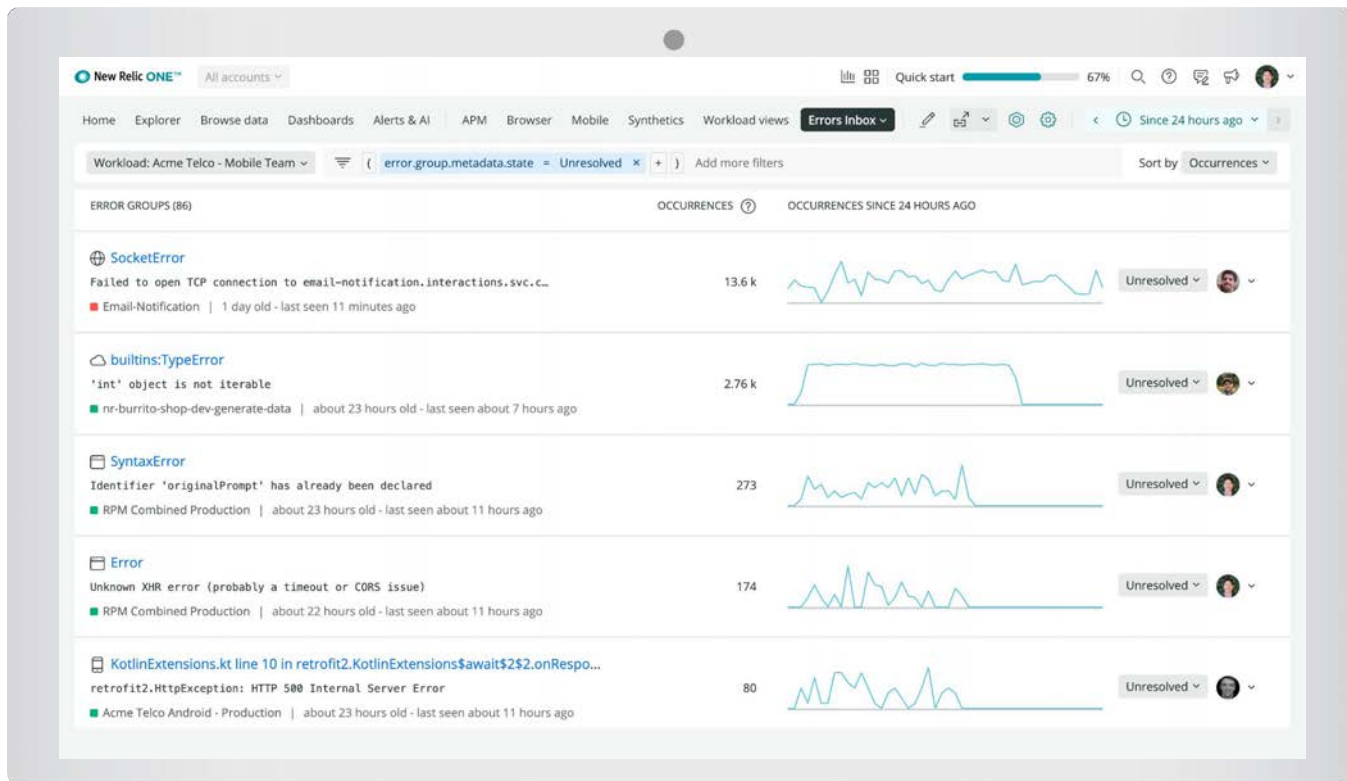 New Relic ONE™ All accounts Quick start 67%
Home Explorer Browse data Dashboards Alerts & AI APM Browser Mobile Synthetics Workload views Errors Inbox Since 24 hours ago
Workload: Acme Telco - Mobile Team ( error.group.metadata.state = Unresolved × + ) Add more filters Sort by Occurrences
ERROR GROUPS (86) OCCURRENCES ? OCCURRENCES SINCE 24 HOURS AGO
SocketError
Failed to open TCP connection to email-notification.interactions.svc.c… 13.6 k Unresolved
Email-Notification | 1 day old - last seen 11 minutes ago
builtins:TypeError
'int' object is not iterable 2.76 k Unresolved
nr-burrito-shop-dev-generate-data | about 23 hours old - last seen about 7 hours ago
SyntaxError
Identifier 'originalPrompt' has already been declared 273 Unresolved
RPM Combined Production | about 23 hours old - last seen about 11 hours ago
Error
Unknown XHR error (probably a timeout or CORS issue) 174 Unresolved
RPM Combined Production | about 22 hours old - last seen about 11 hours ago
KotlinExtensions.kt line 10 in retrofit2.KotlinExtensions$await$2$2.onRespo...
retrofit2.HttpException: HTTP 500 Internal Server Error 80 Unresolved
Acme Telco Android - Production | about 23 hours old - last seen about 11 hours ago